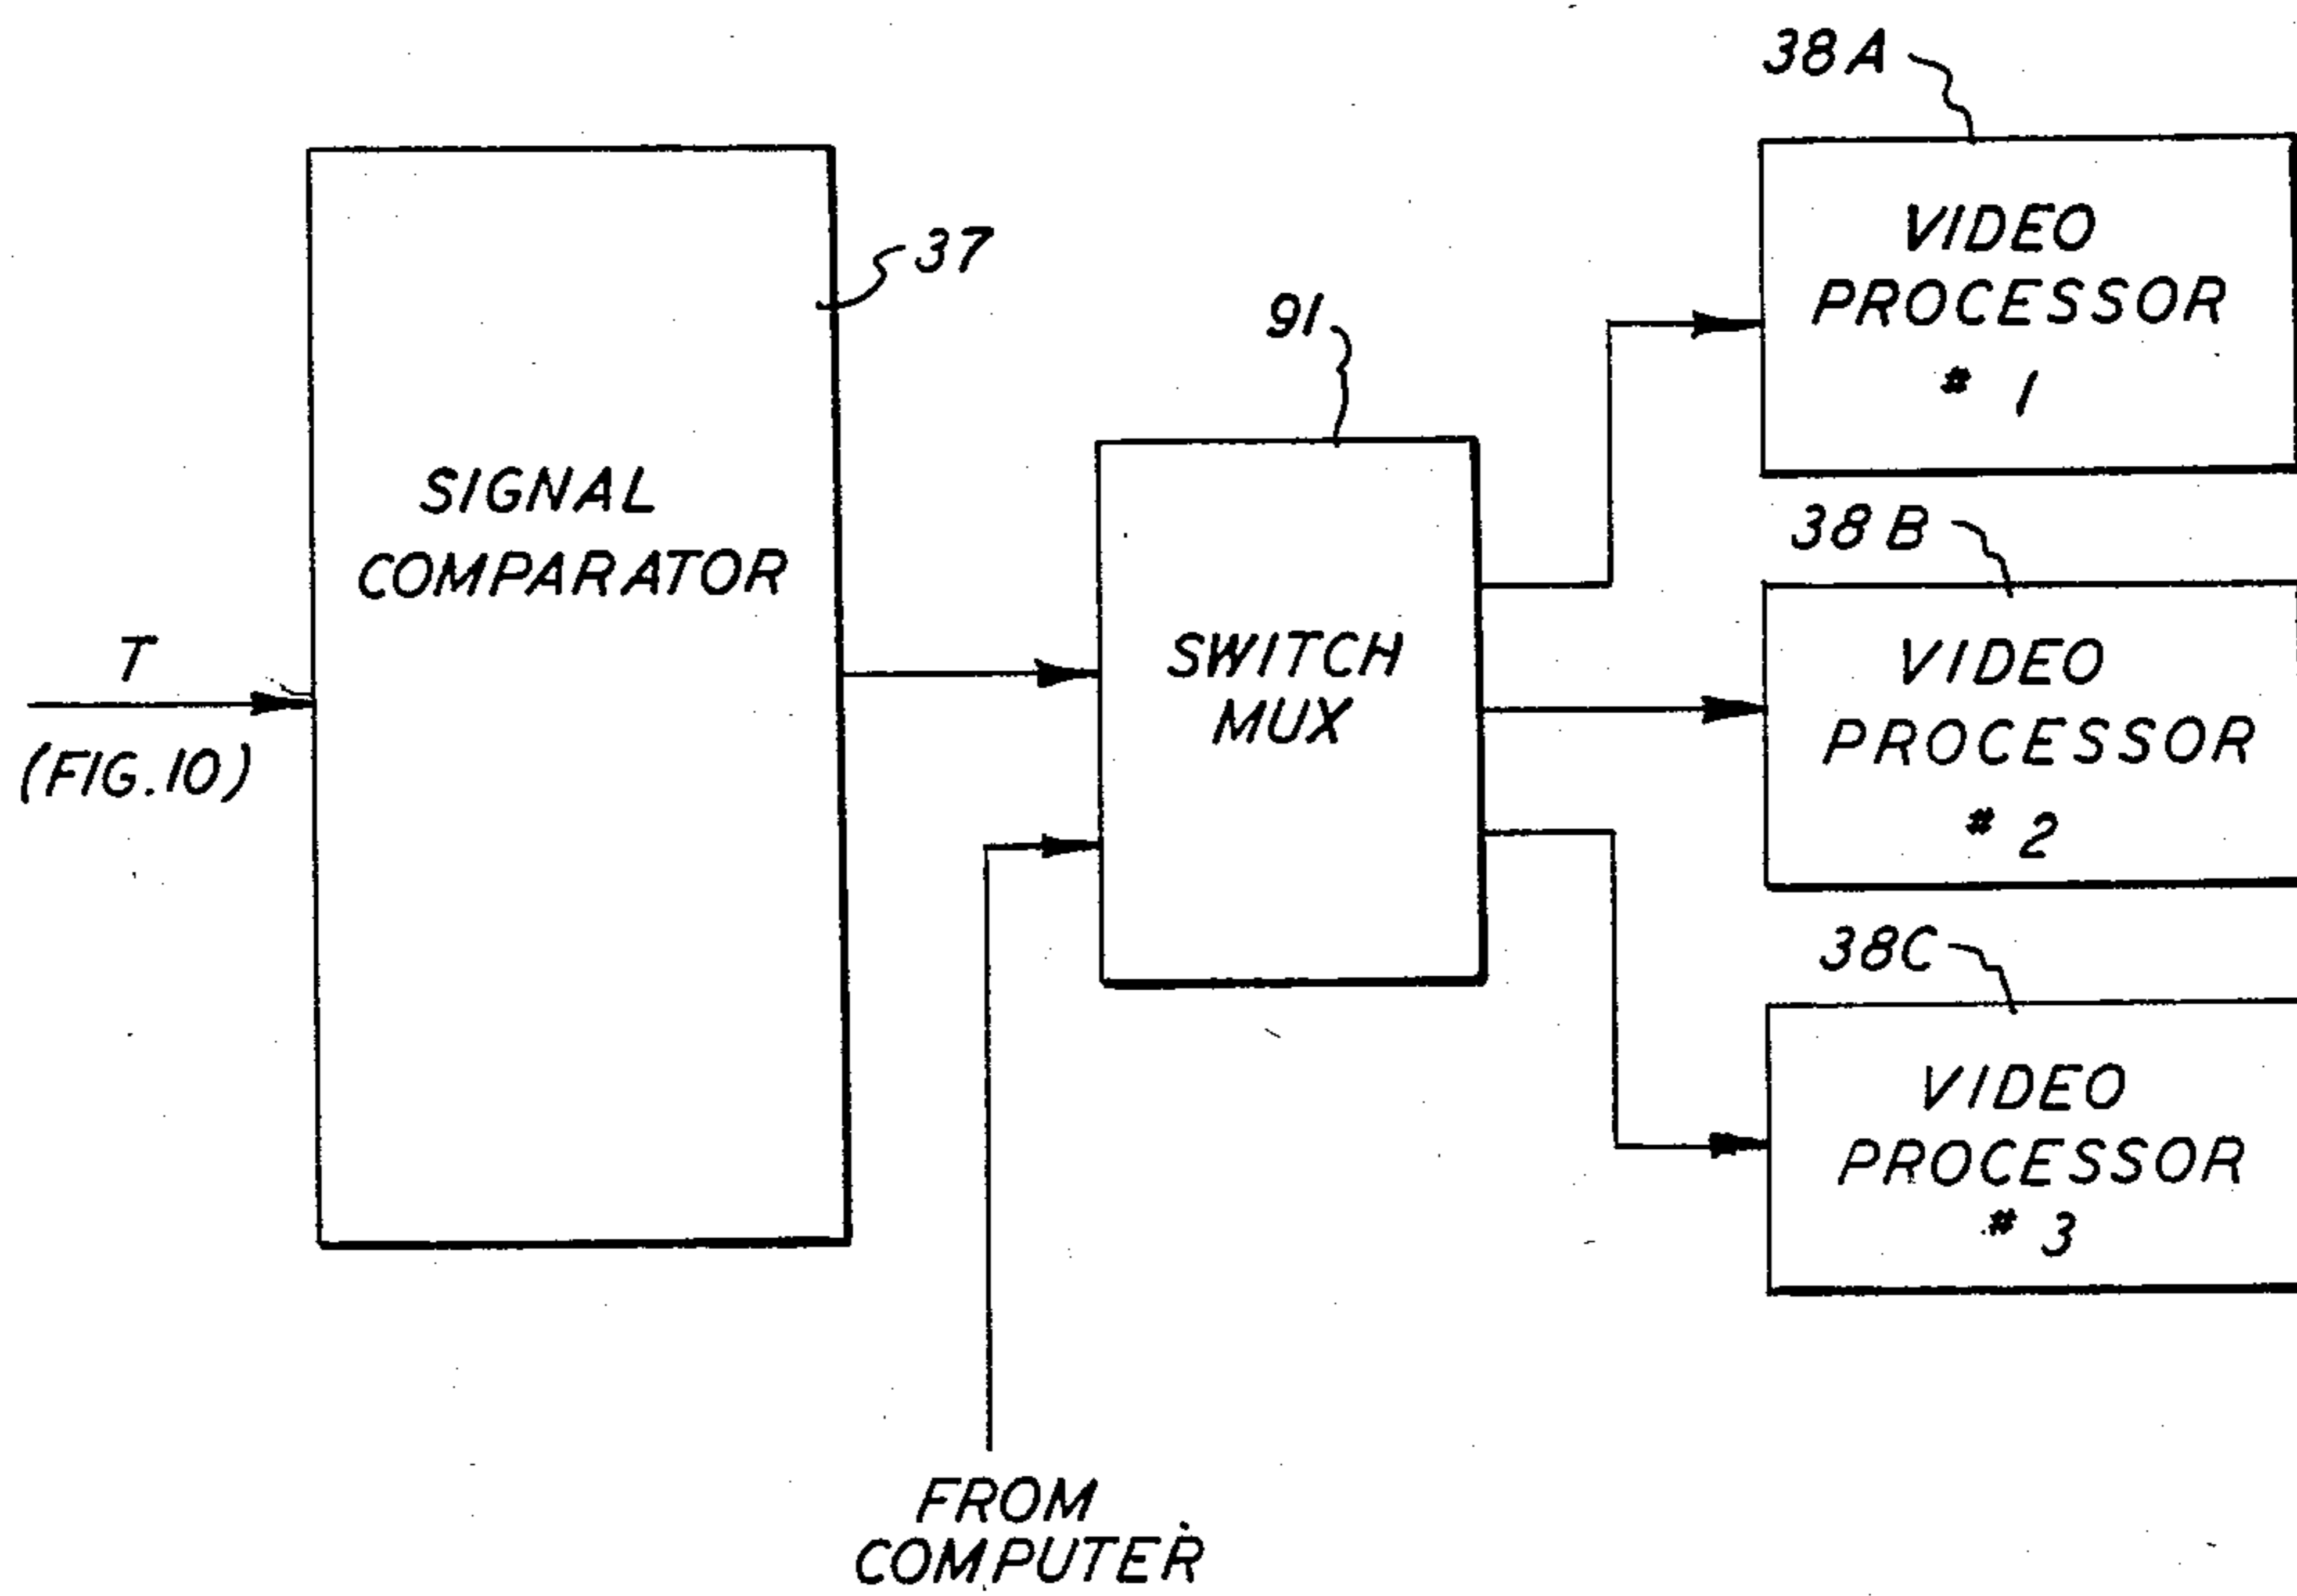 38A
VIDEO
PROCESSOR
# 1
37
91
SIGNAL
COMPARATOR
38B
T
(FIG.10)
SWITCH
MUX
VIDEO
PROCESSOR
# 2
38C
VIDEO
PROCESSOR
# 3
FROM
COMPUTER